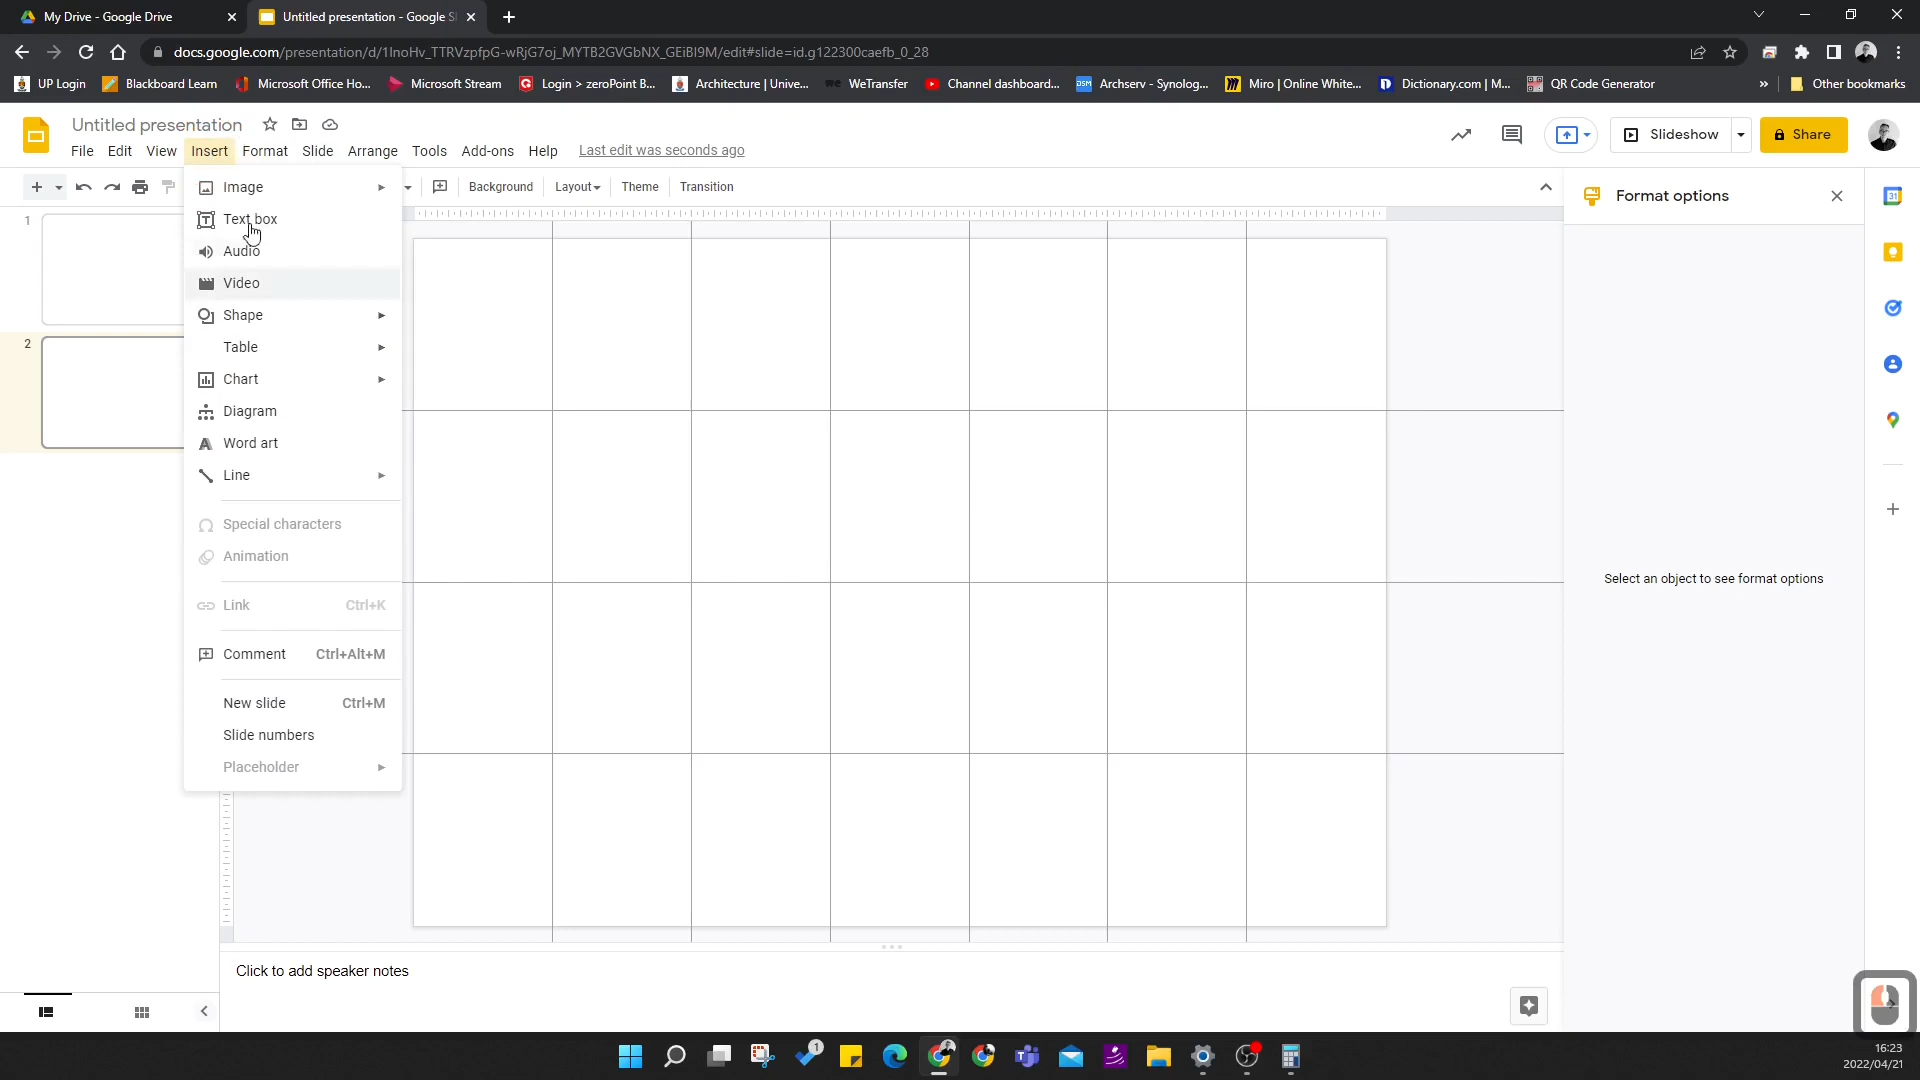 My Drive - Google Drive
Untitled presentation - Google Sl
docs.google.com/presentation/d/1InoHv_TTRVzpfpG-wRjG7oj_MYTB2GVGbNX_GEiBI9M/edit#slide=id.g122300caefb_0_28
UP Login
Blackboard Learn
Microsoft Office Ho...
Microsoft Stream
Login > zeroPoint B...
Architecture | Unive...
WeTransfer
Channel dashboard...
Archserv - Synolog...
Miro | Online White...
Dictionary.com | M...
QR Code Generator
»
Other bookmarks
Untitled presentation
File Edit View Insert Format Slide Arrange Tools Add-ons Help Last edit was seconds ago
Slideshow
Share
Background Layout Theme Transition
Format options
Image
Text box
Audio
Video
Shape
Table
Chart
Diagram
Word art
Line
Special characters
Animation
Link Ctrl+K
Comment Ctrl+Alt+M
New slide Ctrl+M
Slide numbers
Placeholder
1
2
Select an object to see format options
Click to add speaker notes
31
1
16:23
2022/04/21